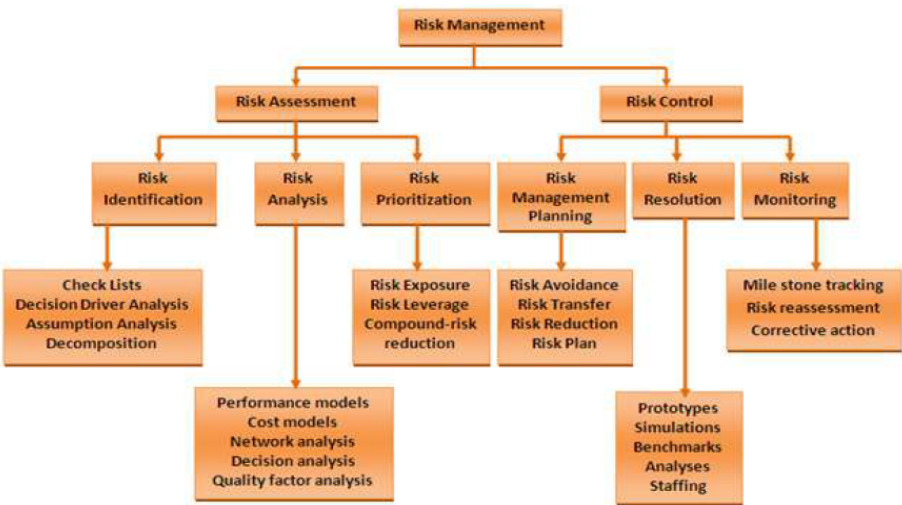 Risk Management
Risk Assessment
Risk Control
Risk
Identification
Risk
Analysis
Risk
Prioritization
Risk
Management
Planning
Risk
Resolution
Risk
Monitoring
Check Lists
Decision Driver Analysis
Assumption Analysis
Decomposition
Risk Exposure
Risk Leverage
Compound-risk
reduction
Risk Avoidance
Risk Transfer
Risk Reduction
Risk Plan
Mile stone tracking
Risk reassessment
Corrective action
Performance models
Cost models
Network analysis
Decision analysis
Quality factor analysis
Prototypes
Simulations
Benchmarks
Analyses
Staffing